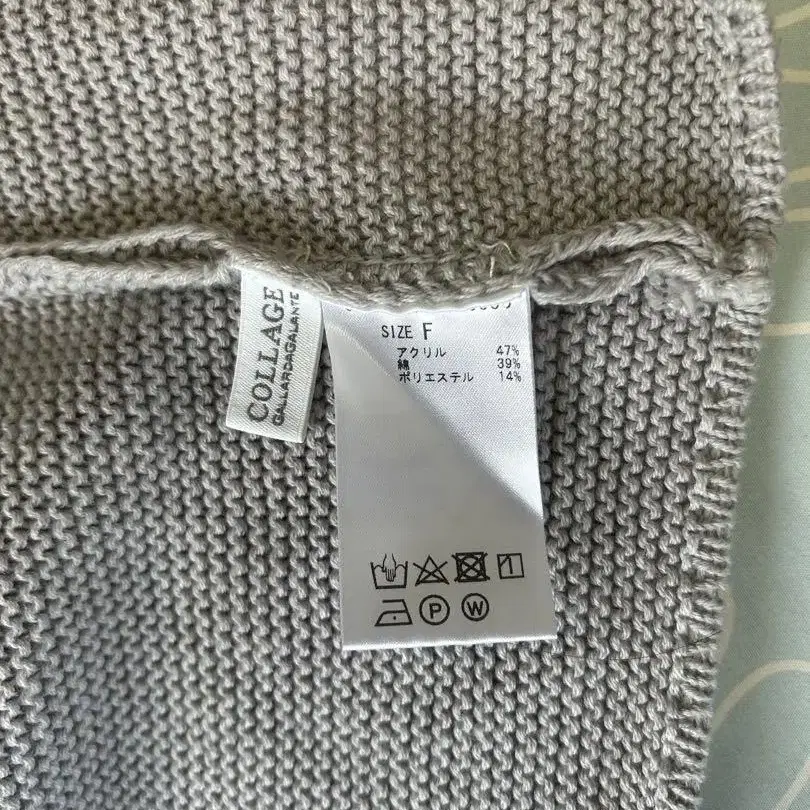 COLLAGE
GALLARDAGALANTE
SIZE F
アクリル 47%
綿 39%
ポリエステル 14%
P W